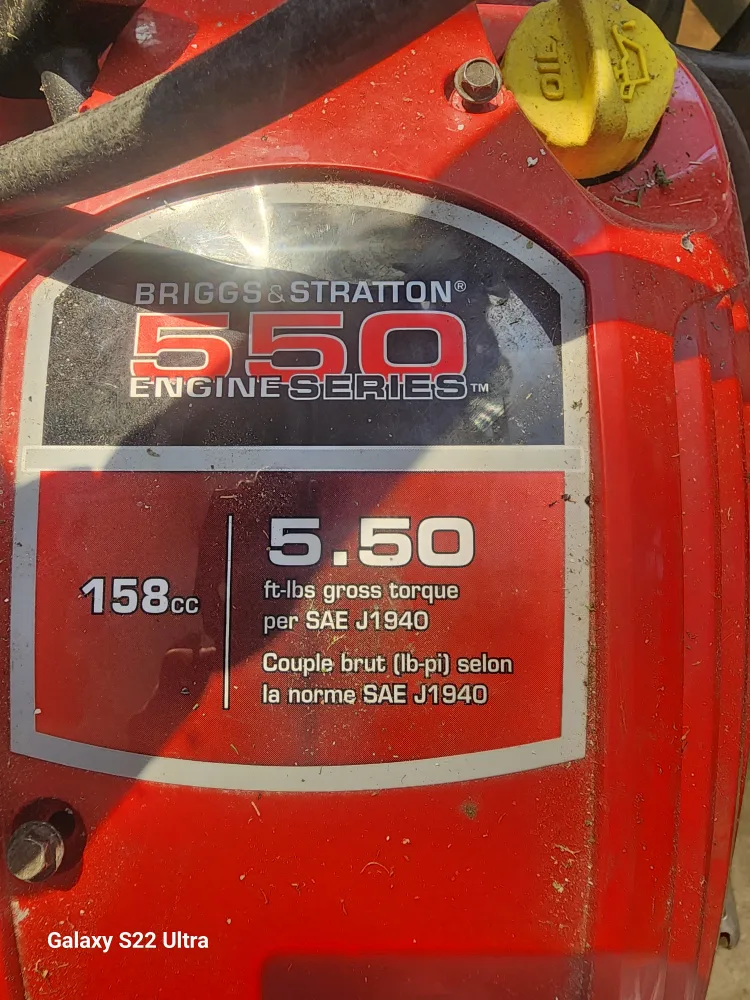 OIL
BRIGGS & STRATTON®
550
ENGINE SERIES™
158cc
5.50
ft-lbs gross torque
per SAE J1940
Couple brut (lb-pi) selon
la norme SAE J1940
Galaxy S22 Ultra